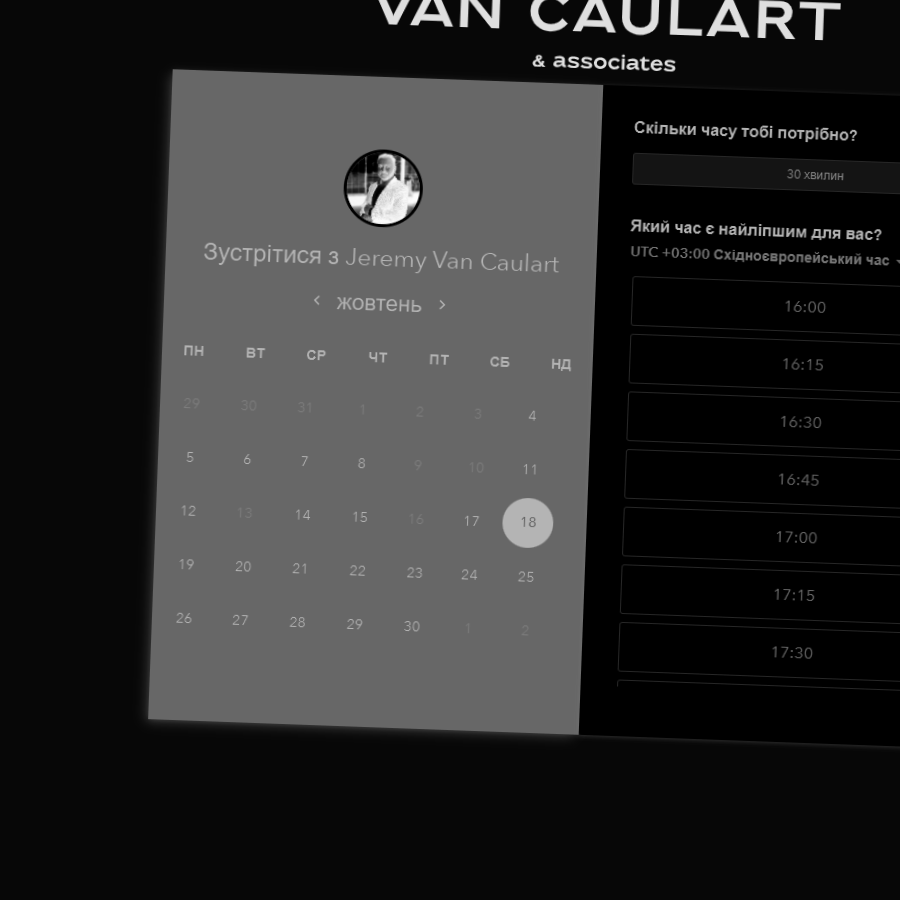 VAN CAULART
& associates
Зустрітися з Jeremy Van Caulart
жовтень
ПН ВТ СР ЧТ ПТ СБ НД
29 30 31 1 2 3 4
5 6 7 8 9 10 11
12 13 14 15 16 17 18
19 20 21 22 23 24 25
26 27 28 29 30 1 2
Скільки часу тобі потрібно?
30 хвилин
Який час є найліпшим для вас?
UTC +03:00 Східноєвропейський час
16:00
16:15
16:30
16:45
17:00
17:15
17:30